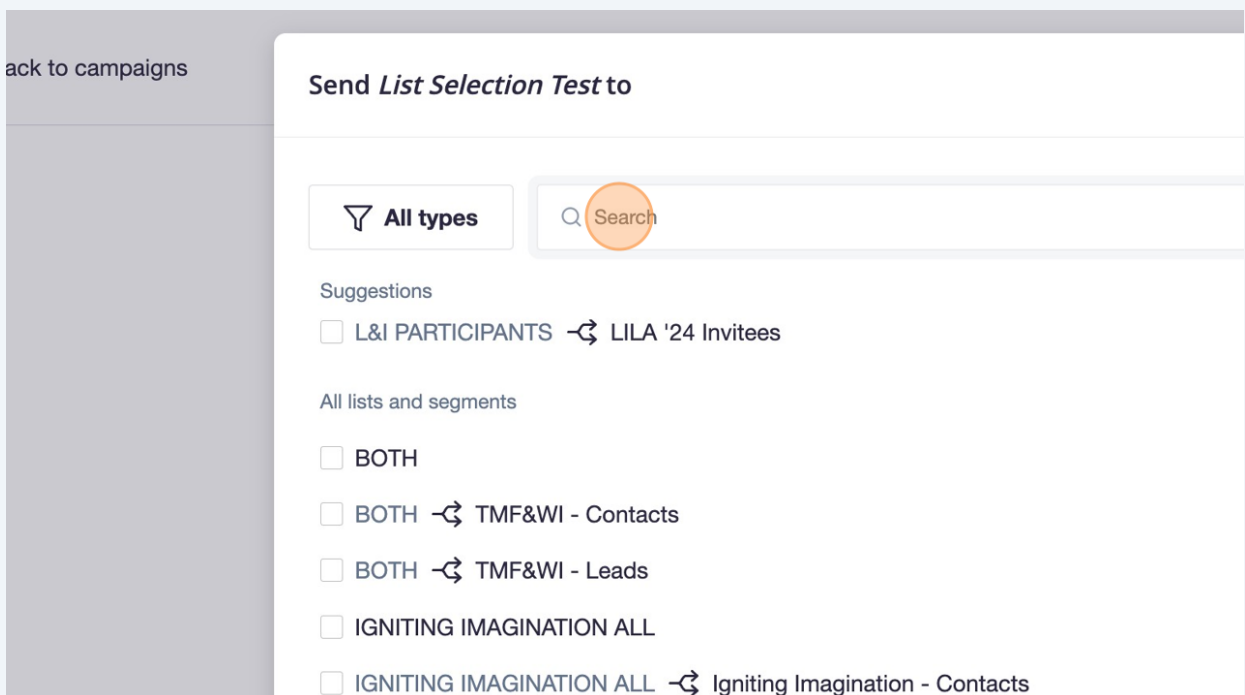 ack to campaigns
Send List Selection Test to
All types
Search
Suggestions
L&I PARTICIPANTS LILA '24 Invitees
All lists and segments
BOTH
BOTH TMF&WI - Contacts
BOTH TMF&WI - Leads
IGNITING IMAGINATION ALL
IGNITING IMAGINATION ALL Igniting Imagination - Contacts